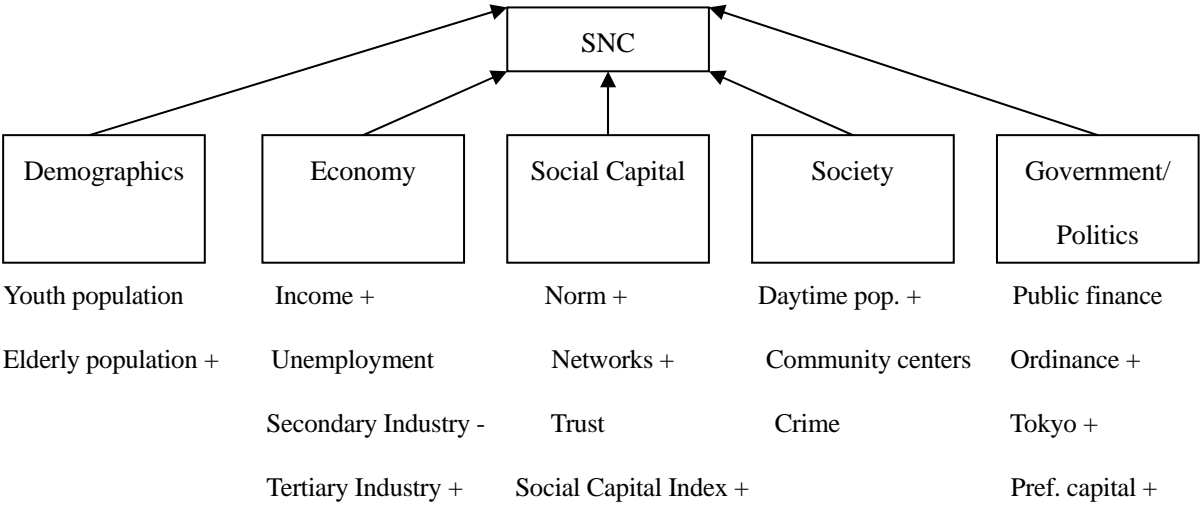 SNC
Demographics
Economy
Social Capital
Society
Government/
Politics
Youth population
Income +
Norm +
Daytime pop. +
Public finance
Elderly population +
Unemployment
Networks +
Community centers
Ordinance +
Secondary Industry -
Trust
Crime
Tokyo +
Tertiary Industry +
Social Capital Index +
Pref. capital +